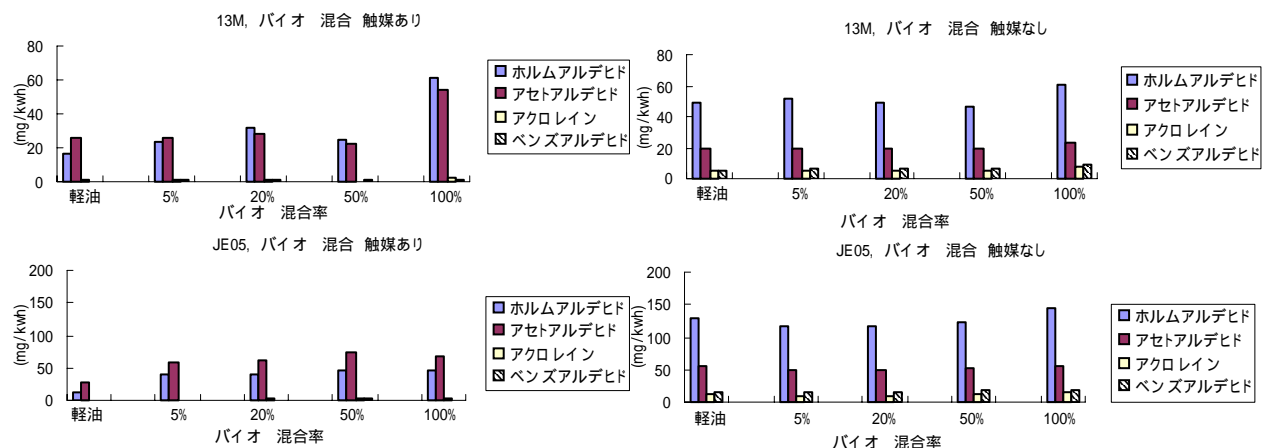 13M, バイオ 混合 触媒あり
80
60
40
20
0
(mg/kwh)
軽油 5% 20% 50% 100%
バイオ 混合率
ホルムアルデヒド
アセトアルデヒド
アクロレイン
ベンズアルデヒド
13M, バイオ 混合 触媒なし
80
60
40
20
0
(mg/kwh)
軽油 5% 20% 50% 100%
バイオ 混合率
ホルムアルデヒド
アセトアルデヒド
アクロレイン
ベンズアルデヒド
JE05, バイオ 混合 触媒あり
200
150
100
50
0
(mg/kwh)
軽油 5% 20% 50% 100%
バイオ 混合率
ホルムアルデヒド
アセトアルデヒド
アクロレイン
ベンズアルデヒド
JE05, バイオ 混合 触媒なし
200
150
100
50
0
(mg/kwh)
軽油 5% 20% 50% 100%
バイオ 混合率
ホルムアルデヒド
アセトアルデヒド
アクロレイン
ベンズアルデヒド